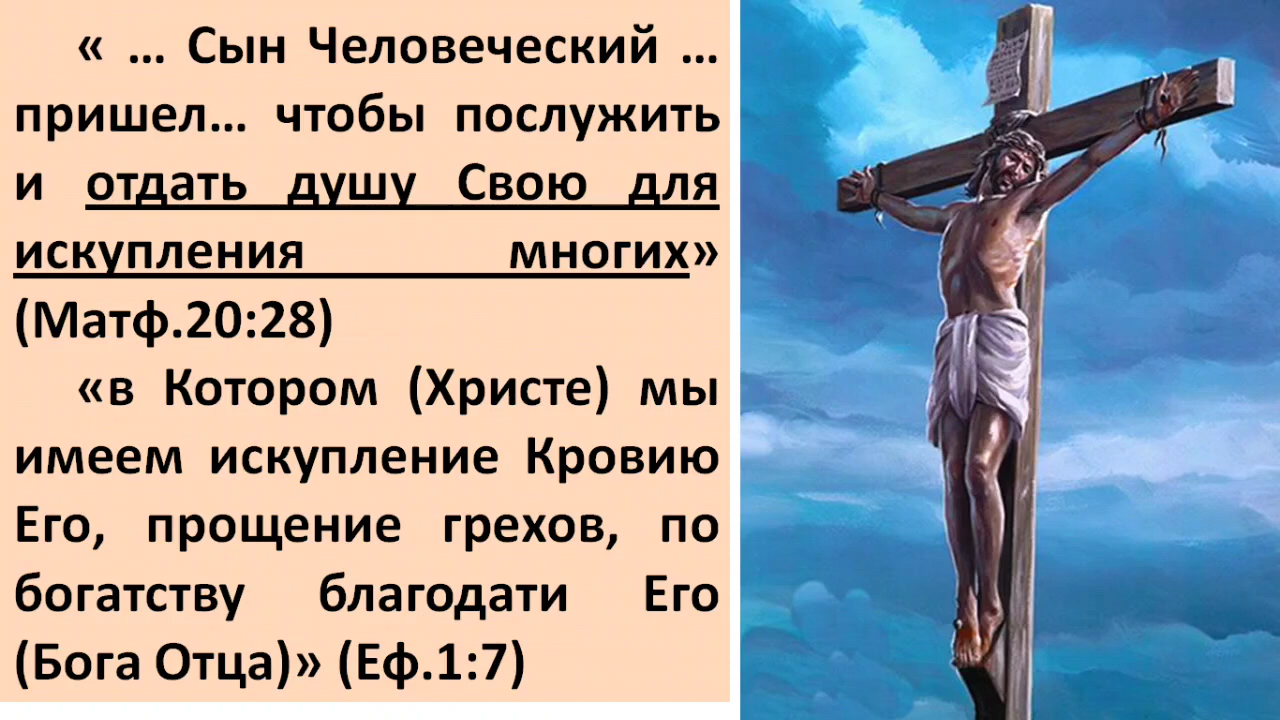 « ... Сын Человеческий ...
пришел... чтобы послужить
и отдать душу Свою для
искупления многих»
(Матф.20:28)
«в Котором (Христе) мы
имеем искупление Кровию
Его, прощение грехов, по
богатству благодати Его
(Бога Отца)» (Еф.1:7)